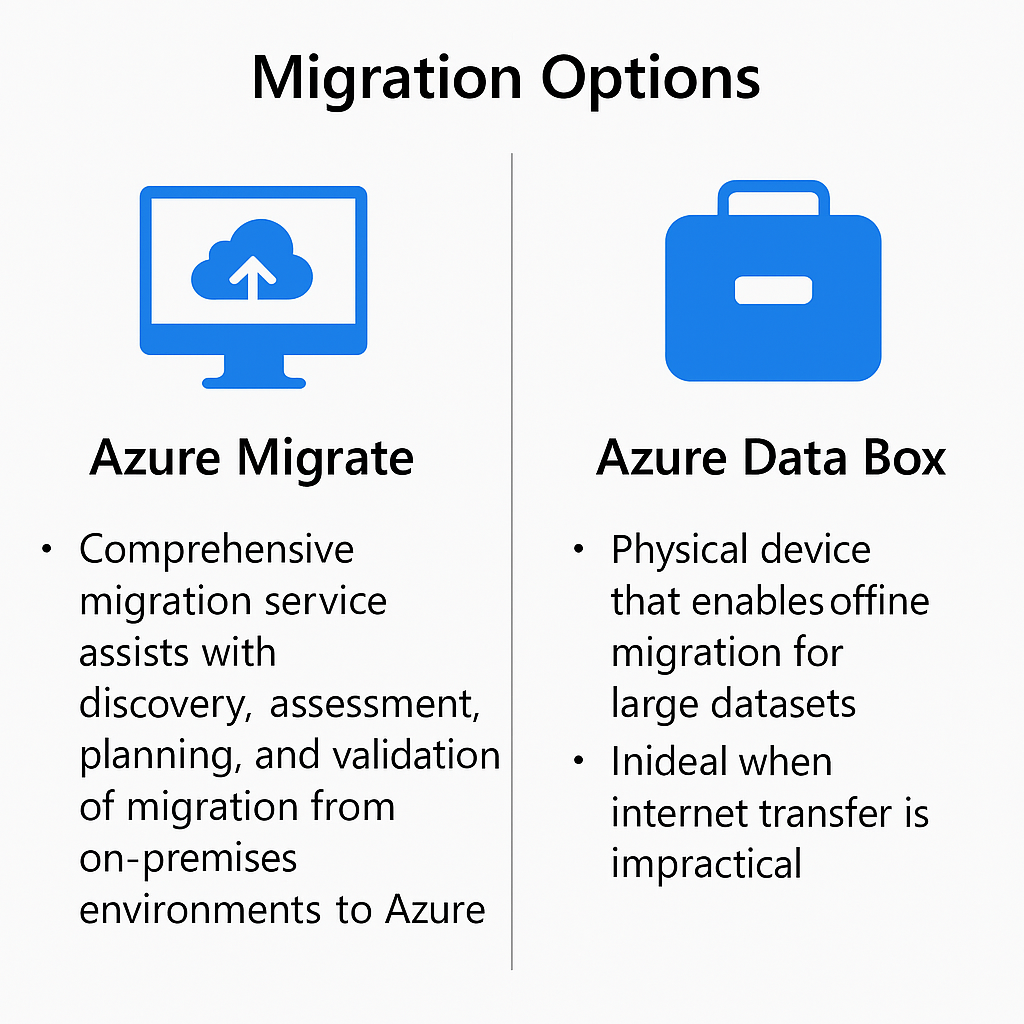 Migration Options
Azure Migrate
• Comprehensive
migration service
assists with
discovery, assessment,
planning, and validation
of migration from
on-premises
environments to Azure
Azure Data Box
• Physical device
that enables offine
migration for
large datasets
• Inideal when
internet transfer is
impractical